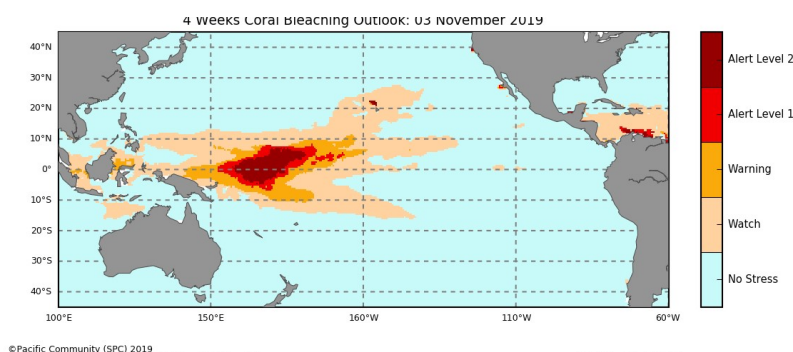 4 Weeks Coral Bleaching Outlook: 03 November 2019
40°N
30°N
20°N
10°N
0°
10°S
20°S
30°S
40°S
100°E
150°E
160°W
110°W
60°W
Alert Level 2
Alert Level 1
Warning
Watch
No Stress
©Pacific Community (SPC) 2019